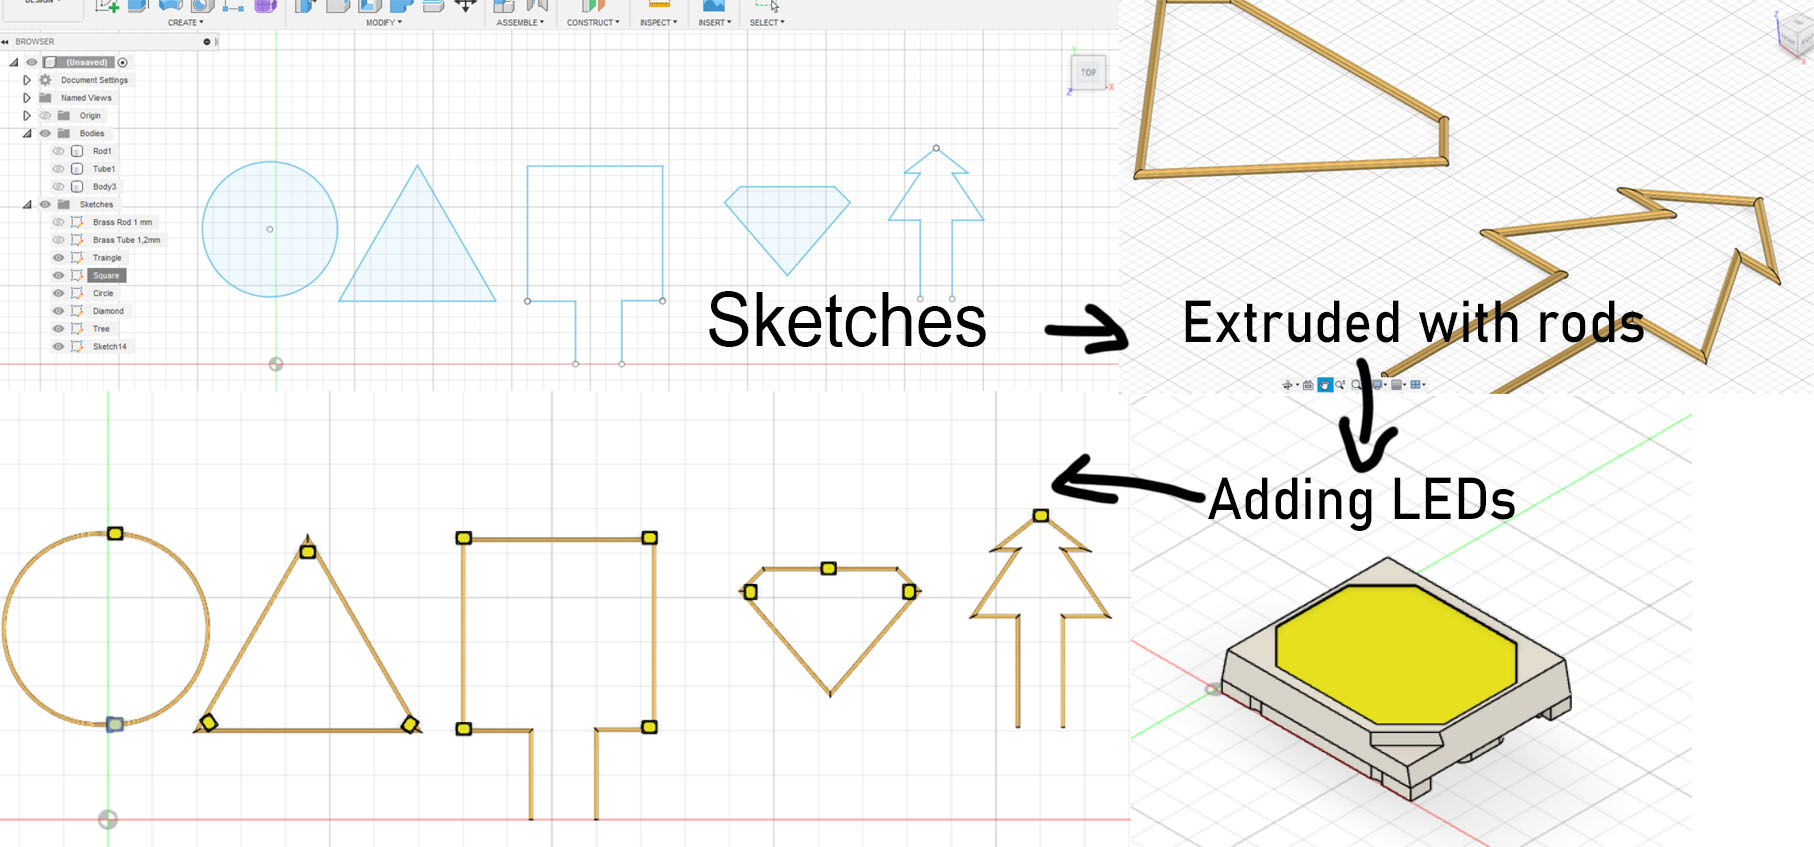 DESIGN
CREATE
MODIFY
ASSEMBLE
CONSTRUCT
INSPECT
INSERT
SELECT
BROWSER
(Unsaved)
Document Settings
Named Views
Origin
Bodies
Rod1
Tube1
Body3
Sketches
Brass Rod 1 mm
Brass Tube 1,2mm
Traingle
Square
Circle
Diamond
Tree
Sketch14
TOP
Y
Z
X
Z
X
Sketches
Extruded with rods
Adding LEDs